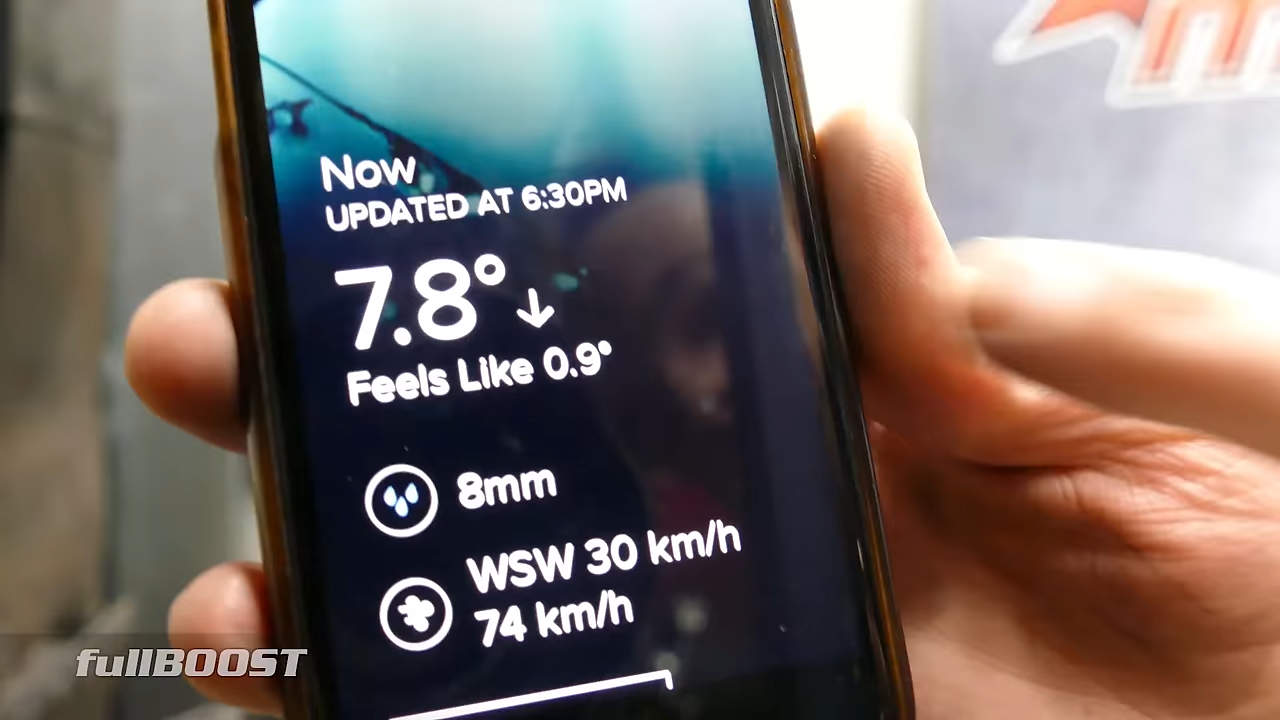 Now
UPDATED AT 6:30PM
7.8°
Feels Like 0.9°
8mm
WSW 30 km/h
74 km/h
fullBOOST